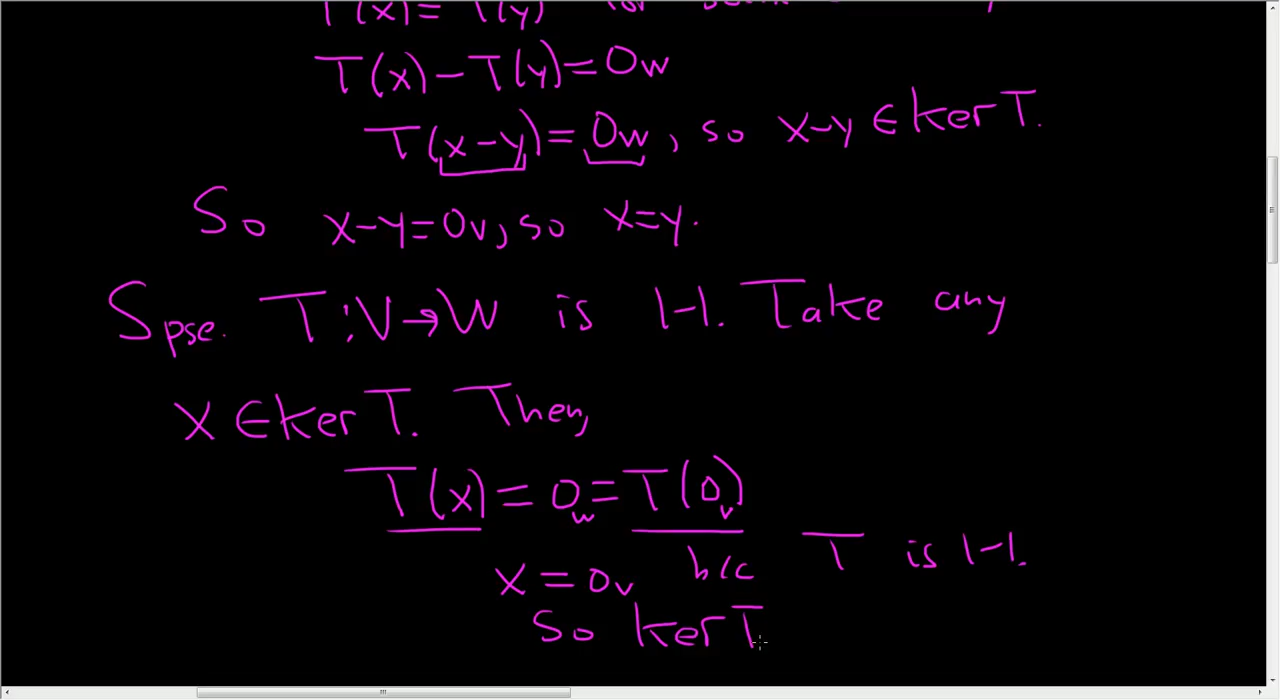 T(x) = T(y) for
T(x) - T(y) = 0w
T(x-y) = 0w, so x-y ∈ ker T.
So x-y=0v, so x=y.
Spse. T:V→W is 1-1. Take any
x ∈ ker T. Then,
T(x) = 0w = T(0v)
x = 0v b/c T is 1-1.
So ker T